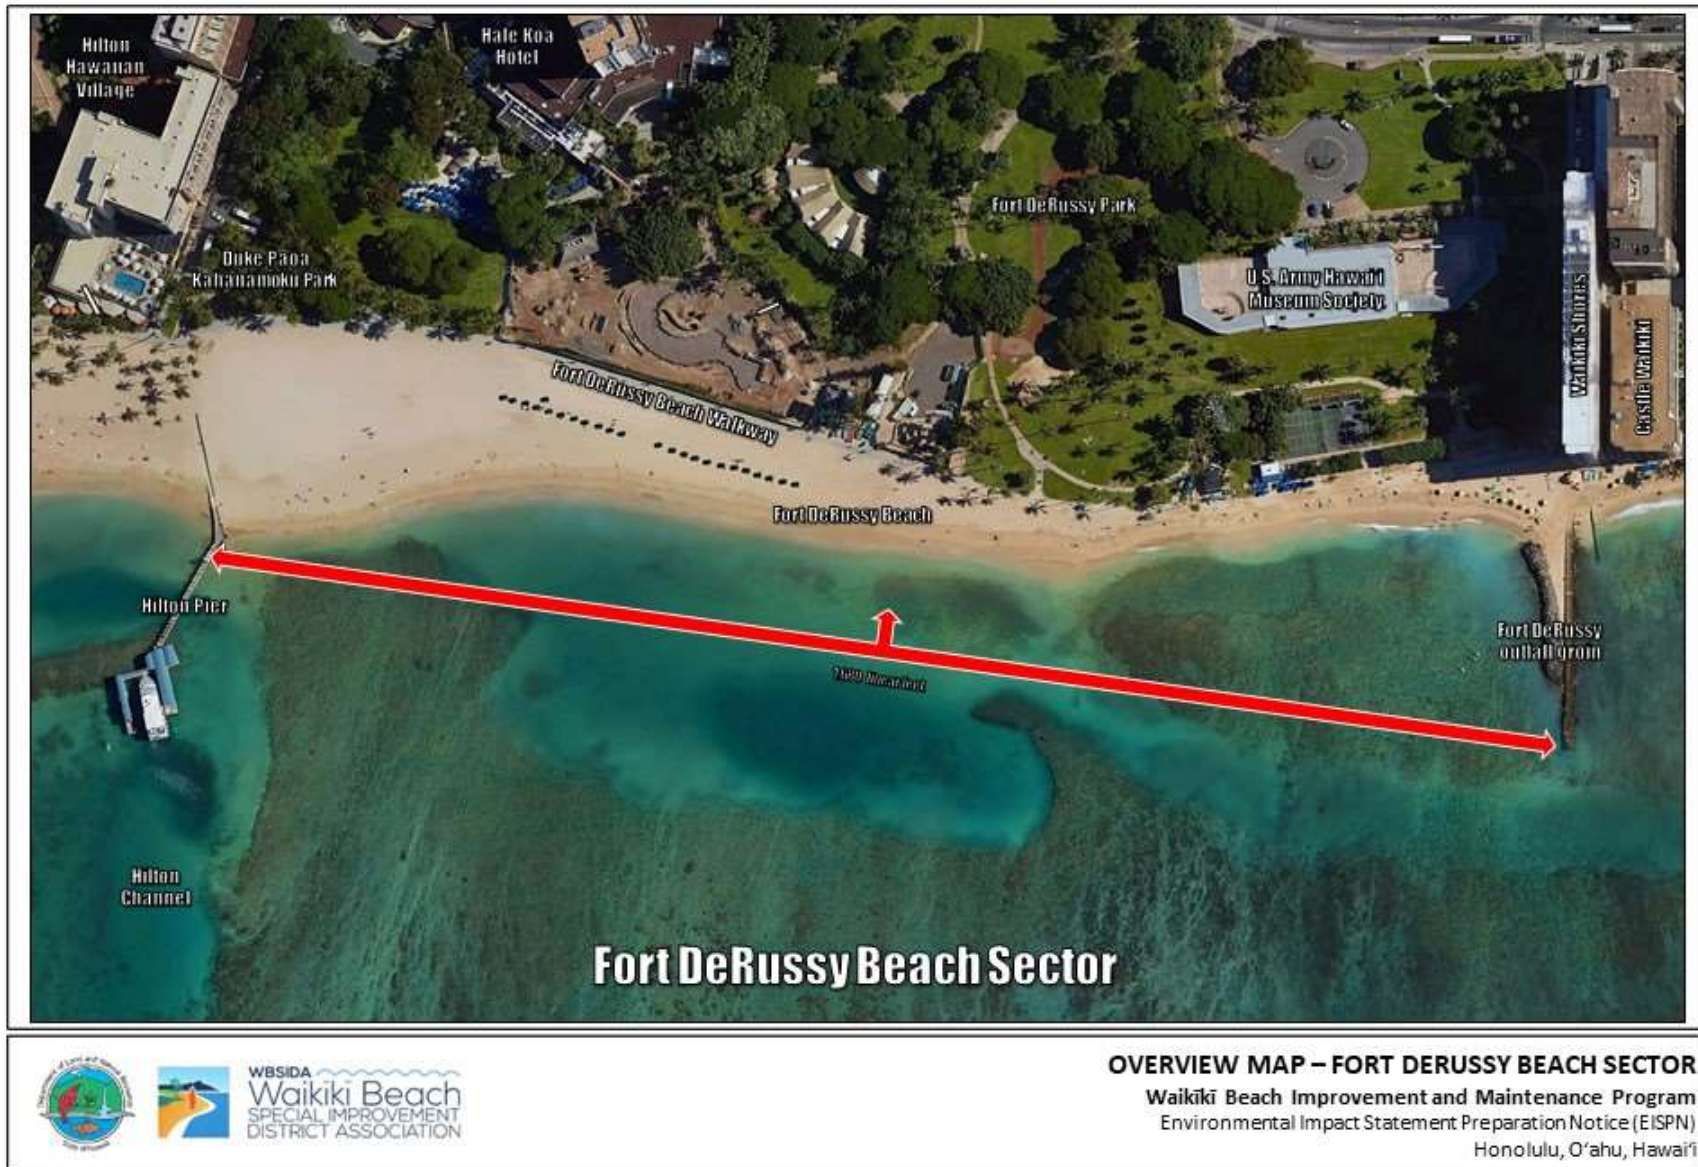 Hilton
Hawaiian
Village
Hale Koa
Hotel
Duke Paoa
Kahanamoku Park
Fort DeRussy Park
U.S. Army Hawai'i
Museum Society
Waikiki Shores
Castle Waikiki
Fort DeRussy Beach Walkway
Fort DeRussy Beach
Hilton Pier
Fort DeRussy
outfall groin
Hilton
Channel
Fort DeRussy Beach Sector
WBSIDA
Waikiki Beach
SPECIAL IMPROVEMENT
DISTRICT ASSOCIATION
OVERVIEW MAP – FORT DERUSSY BEACH SECTOR
Waikīkī Beach Improvement and Maintenance Program
Environmental Impact Statement Preparation Notice (EISPN)
Honolulu, Oʻahu, Hawaiʻi